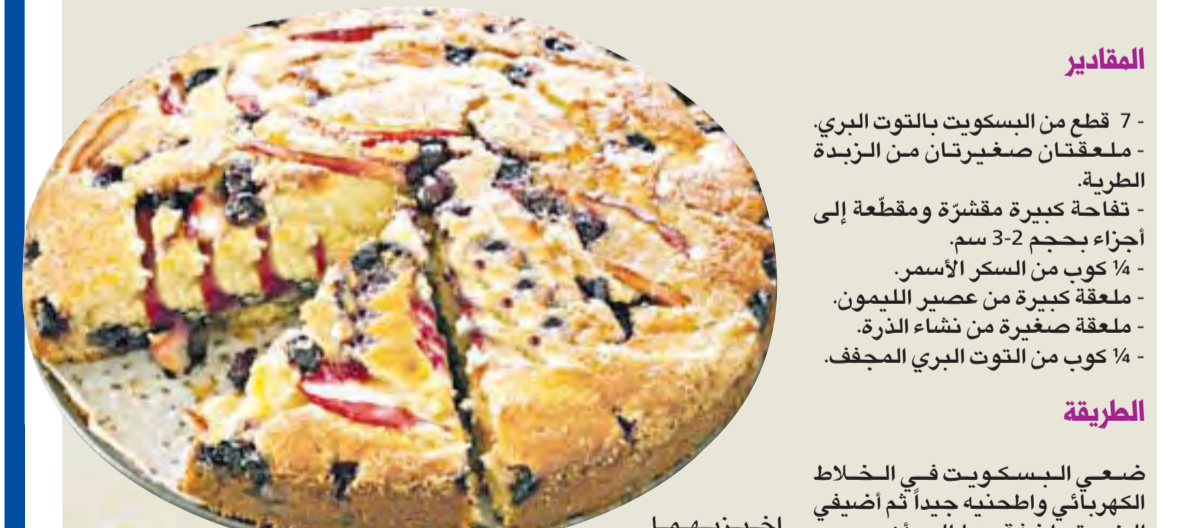 المقادير
- 7 قطع من البسكويت بالتوت البري.
- ملعقتان صغيرتان من الزبدة
الطرية.
- تفاحة كبيرة مقشرّة ومقطّعة إلى
أجزاء بحجم 2-3 سم.
- ¼ كوب من السكر الأسمر.
- ملعقة كبيرة من عصير الليمون.
- ملعقة صغيرة من نشاء الذرة.
- ¼ كوب من التوت البري المجفف.
الطريقة
ضعي البسكويت في الخلاط
الكهربائي واطحنيه جيداً ثم أضيفي